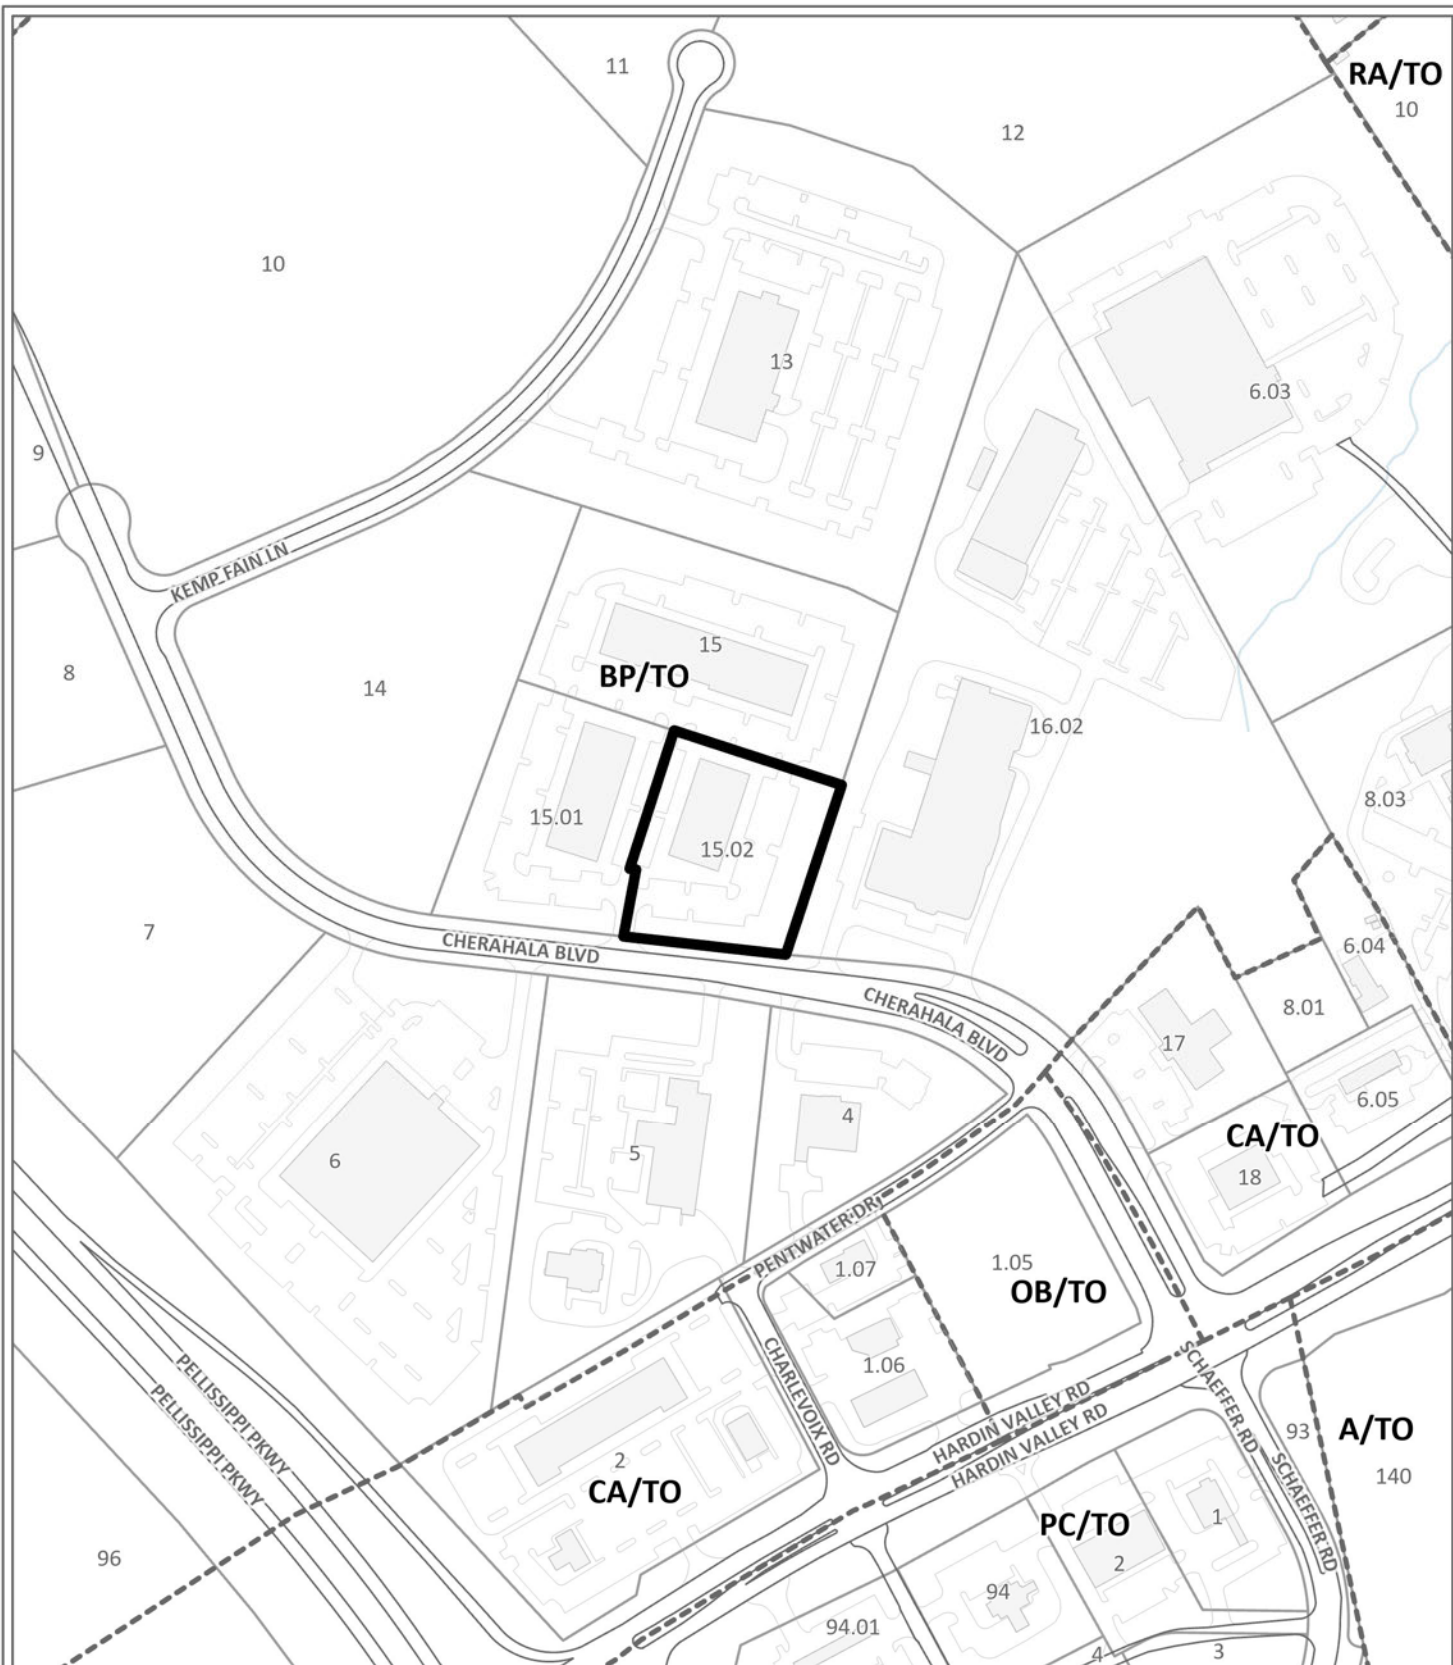 11
RA/TO
10
12
10
13
6.03
9
KEMP FAIN LN
15
BP/TO
8
14
16.02
15.01
15.02
8.03
7
CHERAHALA BLVD
6.04
CHERAHALA BLVD
8.01
17
6.05
4
CA/TO
5
6
18
PENTWATER DR
1.07
1.05
OB/TO
1.06
CHARLEVOIX RD
SCHAEFFER RD
PELLISSIPPI PKWY
PELLISSIPPI PKWY
HARDIN VALLEY RD
HARDIN VALLEY RD
93
A/TO
2
140
CA/TO
SCHAEFFER RD
1
PC/TO
96
2
94
94.01
4
3